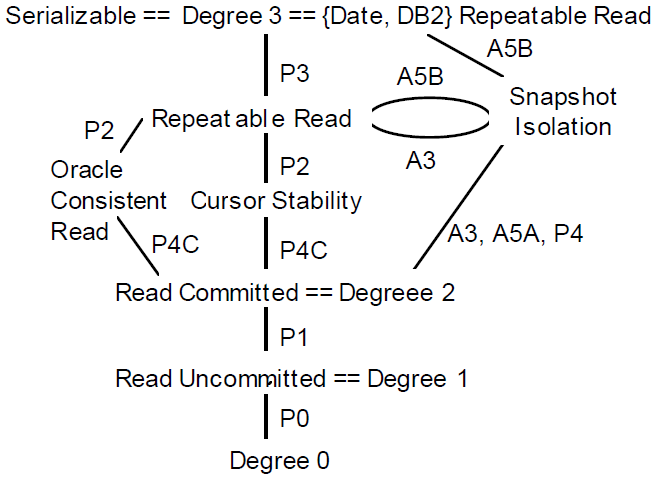 Serializable == Degree 3 == {Date, DB2} Repeatable Read
A5B
P3
A5B
Snapshot
Isolation
P2
Repeatable Read
A3
Oracle
Consistent
Read
P2
Cursor Stability
P4C
P4C
A3, A5A, P4
Read Committed == Degreee 2
P1
Read Uncommitted == Degree 1
P0
Degree 0